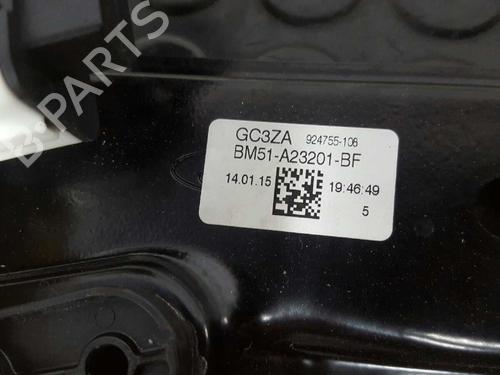 B·PARTS
GC3ZA 924755-106
BM51-A23201-BF
14.01.15 19:46:49
5